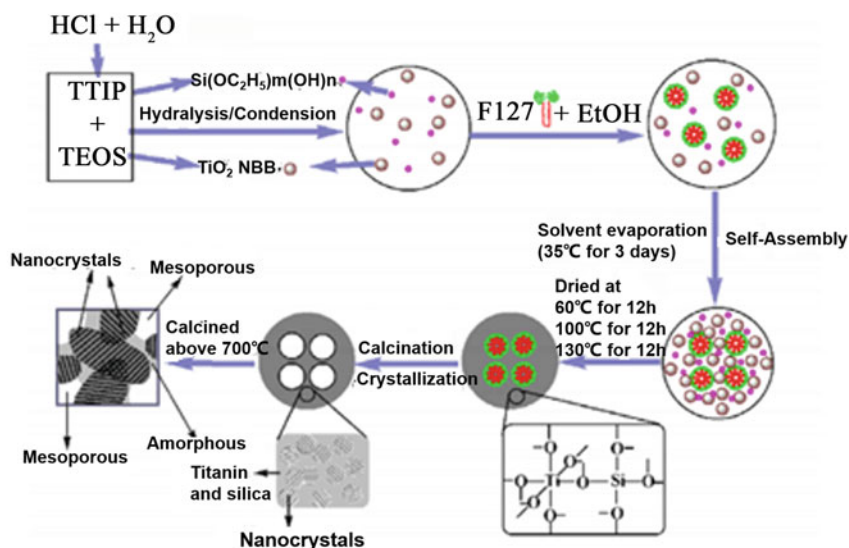 HCl + H₂O
TTIP
+
TEOS
Si(OC₂H₅)m(OH)n
Hydralysis/Condension
TiO₂ NBB
F127 + EtOH
Solvent evaporation
(35℃ for 3 days)
Self-Assembly
Dried at
60℃ for 12h
100℃ for 12h
130℃ for 12h
Calcination
Crystallization
Calcined
above 700℃
Nanocrystals
Mesoporous
Mesoporous
Amorphous
Titanin
and silica
Nanocrystals
O O
O O
O Ti O Si O
O O
O O